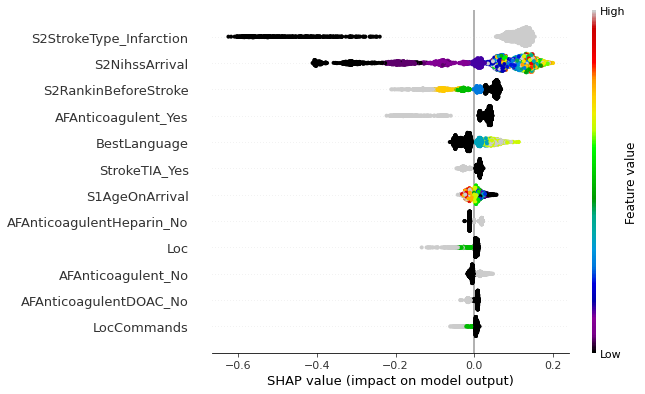 High
S2StrokeType_Infarction
S2NihssArrival
S2RankinBeforeStroke
AFAnticoagulent_Yes
BestLanguage
StrokeTIA_Yes
S1AgeOnArrival
AFAnticoagulentHeparin_No
Loc
AFAnticoagulent_No
AFAnticoagulentDOAC_No
LocCommands
Feature value
Low
−0.6 −0.4 −0.2 0.0 0.2
SHAP value (impact on model output)